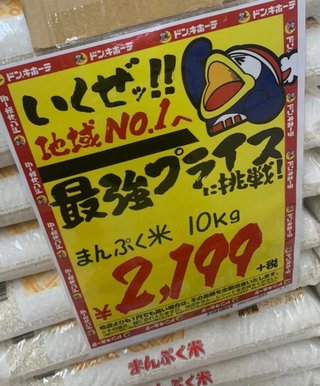 ドン.キホーテ
いくぜッ!!
地域NO.1へ
最強プライス
に挑戦!
まんぷく米 10Kg
2,199
+税
まんぷく米